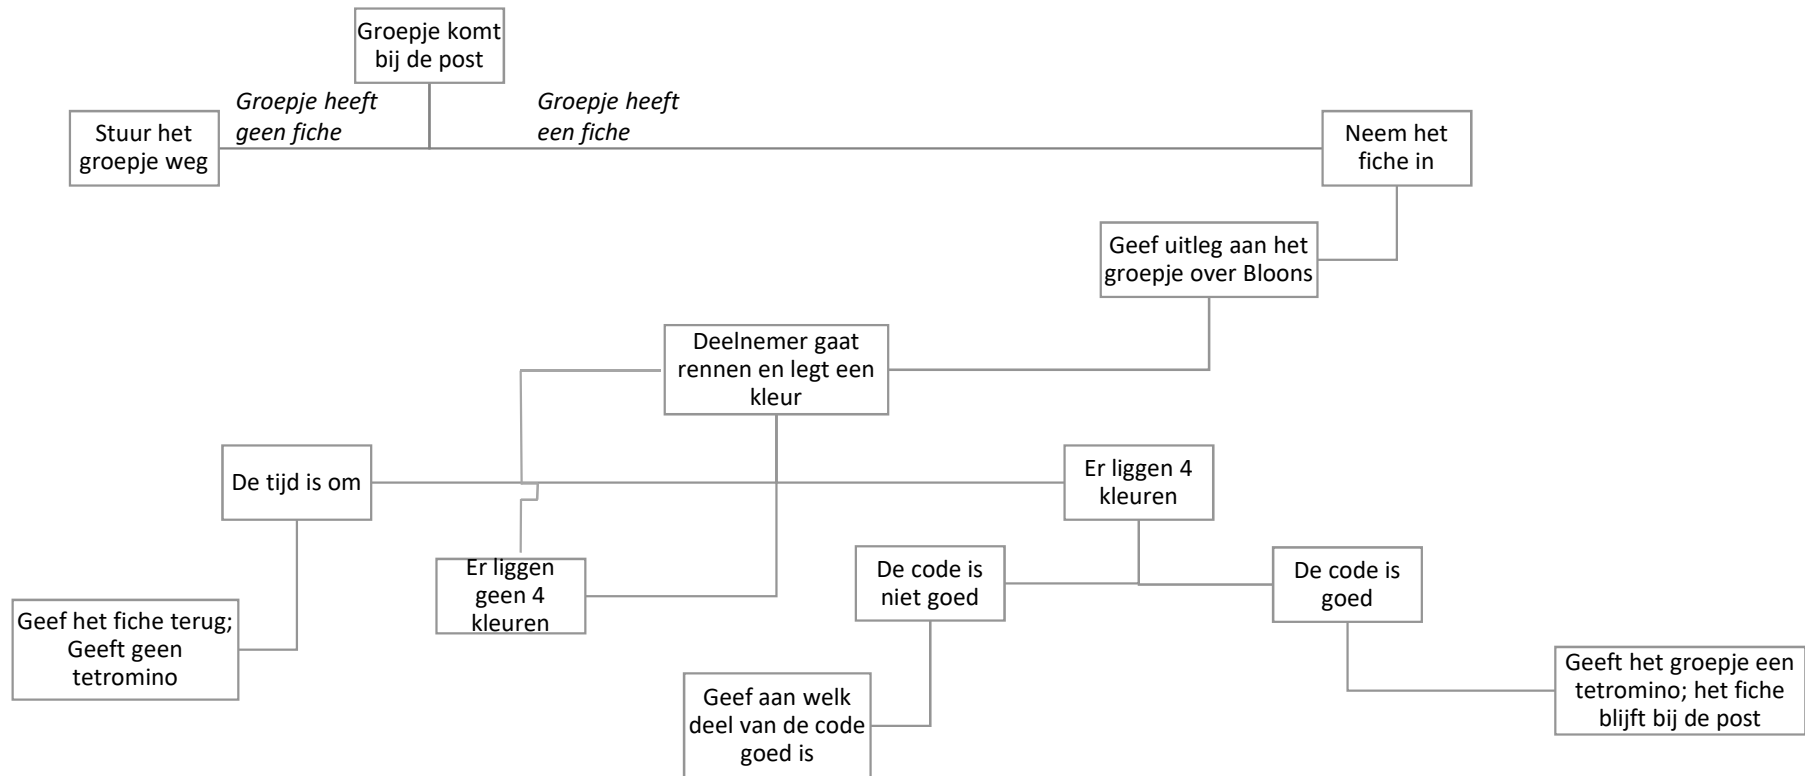 Groepje komt
bij de post
Groepje heeft
geen fiche
Groepje heeft
een fiche
Stuur het
groepje weg
Neem het
fiche in
Geef uitleg aan het
groepje over Bloons
Deelnemer gaat
rennen en legt een
kleur
De tijd is om
Er liggen 4
kleuren
Er liggen
geen 4
kleuren
De code is
niet goed
De code is
goed
Geef het fiche terug;
Geeft geen
tetromino
Geef aan welk
deel van de code
goed is
Geeft het groepje een
tetromino; het fiche
blijft bij de post